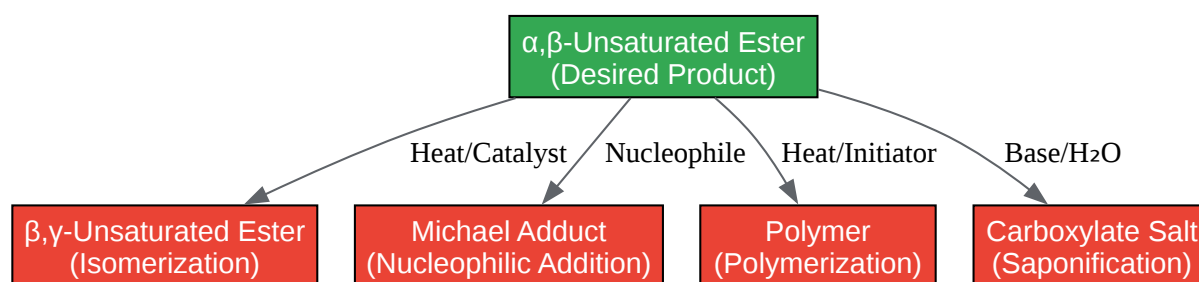 α,β-Unsaturated Ester
(Desired Product)
Heat/Catalyst
Nucleophile
Heat/Initiator
Base/H₂O
β,γ-Unsaturated Ester
(Isomerization)
Michael Adduct
(Nucleophilic Addition)
Polymer
(Polymerization)
Carboxylate Salt
(Saponification)